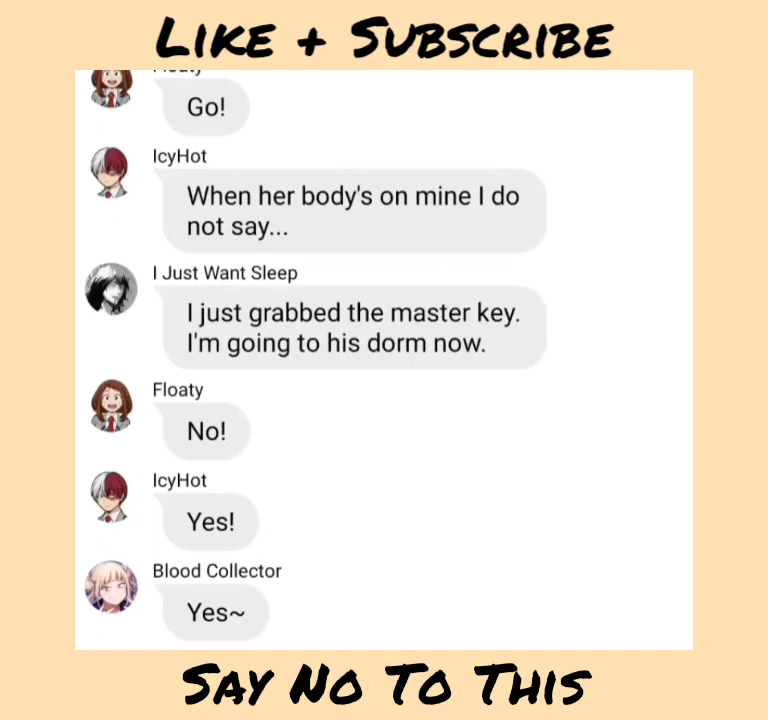 LIKE + SUBSCRIBE
Go!
IcyHot
When her body's on mine I do
not say...
I Just Want Sleep
I just grabbed the master key.
I'm going to his dorm now.
Floaty
No!
IcyHot
Yes!
Blood Collector
Yes~
SAY NO TO THIS